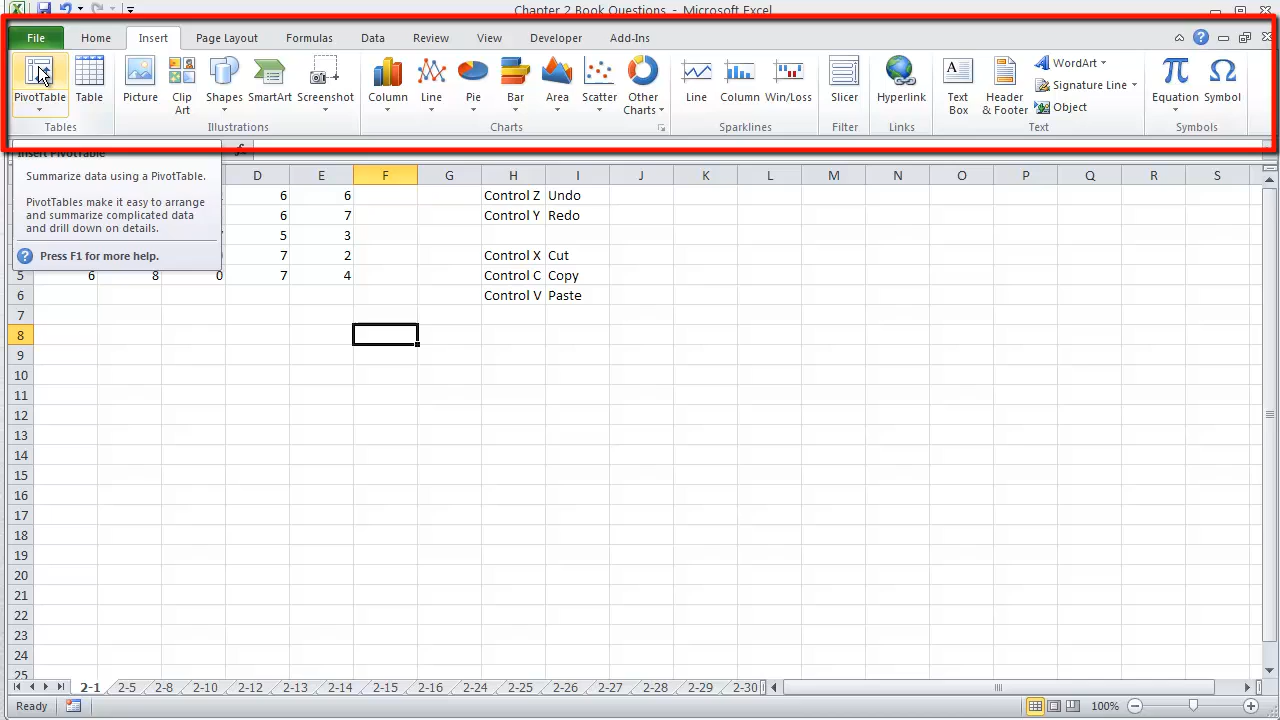 Chapter 2 Book Questions - Microsoft Excel
File Home Insert Page Layout Formulas Data Review View Developer Add-Ins
PivotTable Table Picture Clip Art Shapes SmartArt Screenshot Column Line Pie Bar Area Scatter Other Charts Line Column Win/Loss Slicer Hyperlink Text Box Header & Footer WordArt Signature Line Object Equation Symbol
Tables Illustrations Charts Sparklines Filter Links Text Symbols
fx
Insert PivotTable
Summarize data using a PivotTable.
PivotTables make it easy to arrange
and summarize complicated data
and drill down on details.
Press F1 for more help.
D E F G H I J K L M N O P Q R S
6 6 Control Z Undo
6 7 Control Y Redo
5 3
7 2 Control X Cut
5 6 8 0 7 4 Control C Copy
6 Control V Paste
7
8
9
10
11
12
13
14
15
16
17
18
19
20
21
22
23
24
25
2-1 2-5 2-8 2-10 2-12 2-13 2-14 2-15 2-16 2-24 2-25 2-26 2-27 2-28 2-29 2-30
Ready 100%